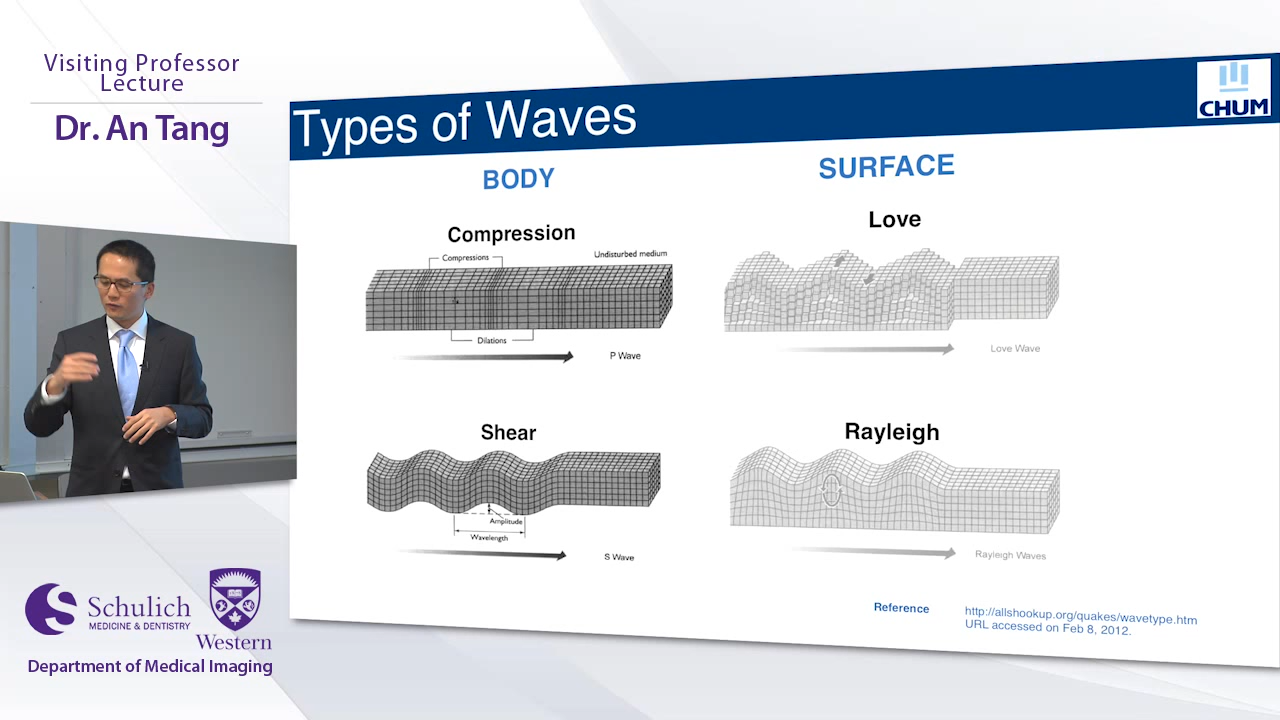 Visiting Professor
Lecture
Dr. An Tang
Types of Waves
CHUM
BODY
SURFACE
Compression
Compressions
Undisturbed medium
Dilations
P Wave
Love
Love Wave
Shear
Amplitude
Wavelength
S Wave
Rayleigh
Rayleigh Waves
Reference
http://allshookup.org/quakes/wavetype.htm
URL accessed on Feb 8, 2012.
Schulich
MEDICINE & DENTISTRY
Western
Department of Medical Imaging